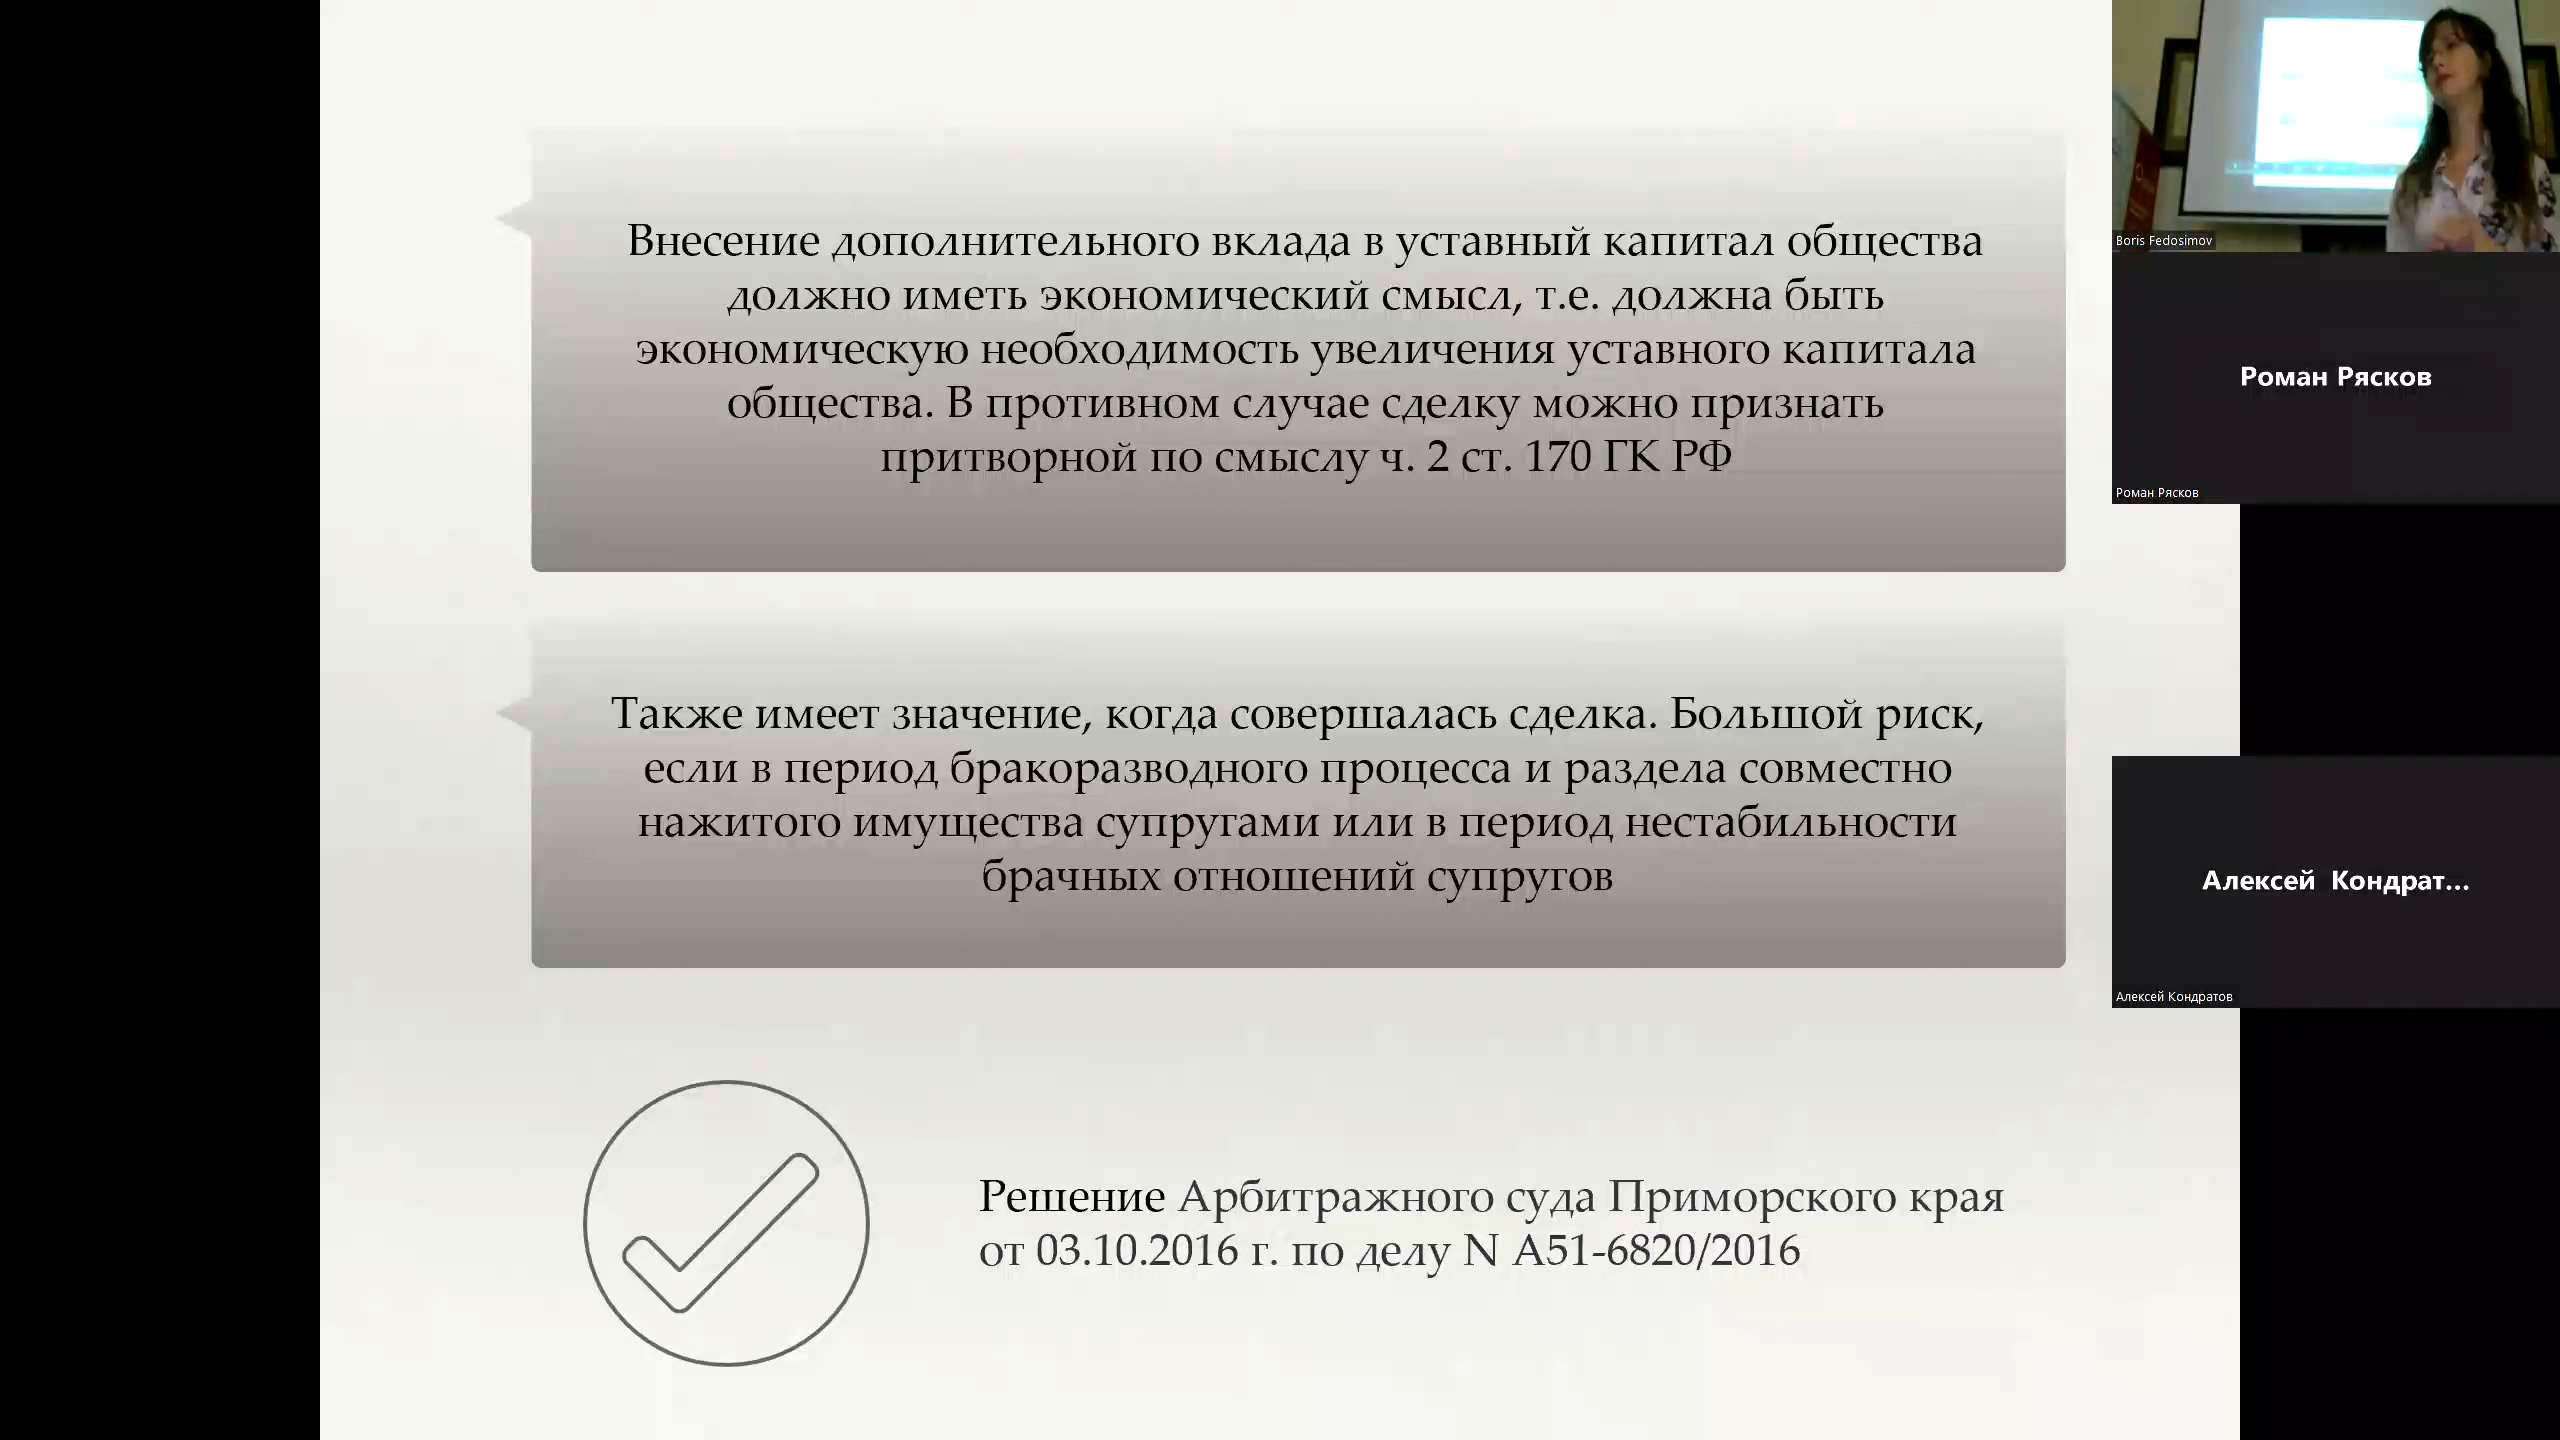 Внесение дополнительного вклада в уставный капитал общества
должно иметь экономический смысл, т.е. должна быть
экономическую необходимость увеличения уставного капитала
общества. В противном случае сделку можно признать
притворной по смыслу ч. 2 ст. 170 ГК РФ
Также имеет значение, когда совершалась сделка. Большой риск,
если в период бракоразводного процесса и раздела совместно
нажитого имущества супругами или в период нестабильности
брачных отношений супругов
Решение Арбитражного суда Приморского края
от 03.10.2016 г. по делу N А51-6820/2016
Boris Fedosimov
Роман Рясков
Роман Рясков
Алексей Кондрат...
Алексей Кондратов